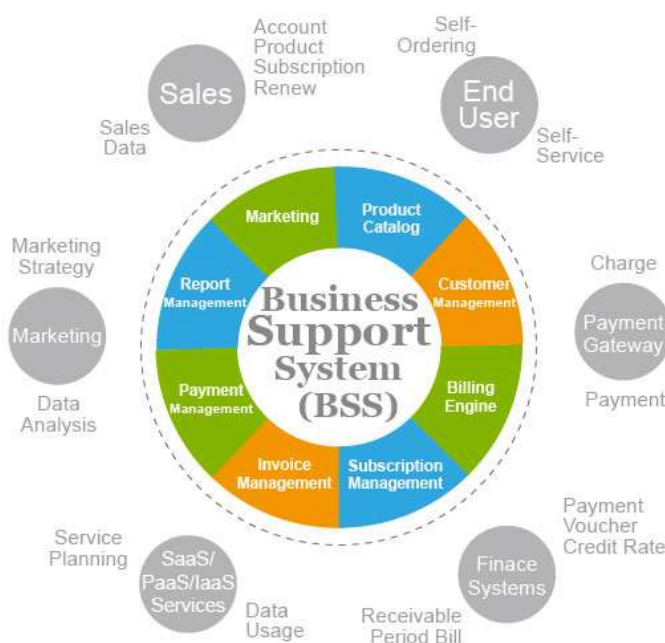 Account
Product
Subscription
Renew
Sales
Sales
Data
Self-
Ordering
End
User
Self-
Service
Marketing
Product
Catalog
Customer
Management
Billing
Engine
Subscription
Management
Invoice
Management
Payment
Management
Report
Management
Business
Support
System
(BSS)
Marketing
Strategy
Marketing
Data
Analysis
Charge
Payment
Gateway
Payment
Service
Planning
SaaS/
PaaS/IaaS
Services
Data
Usage
Payment
Voucher
Credit Rate
Finace
Systems
Receivable
Period Bill